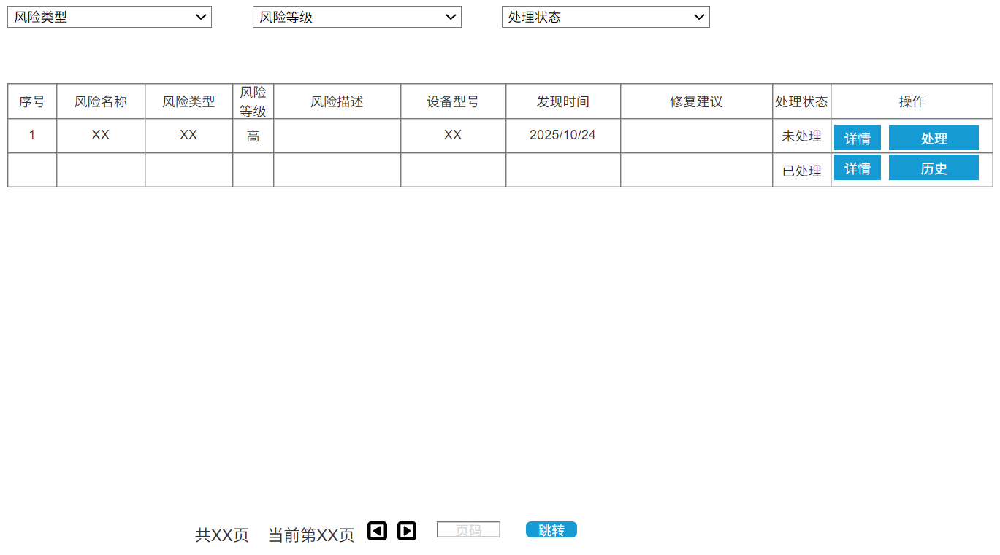 风险类型
风险等级
处理状态
序号
风险名称
风险类型
风险
等级
风险描述
设备型号
发现时间
修复建议
处理状态
操作
1
XX
XX
高
XX
2025/10/24
未处理
详情
处理
已处理
详情
历史
共XX页
当前第XX页
页码
跳转